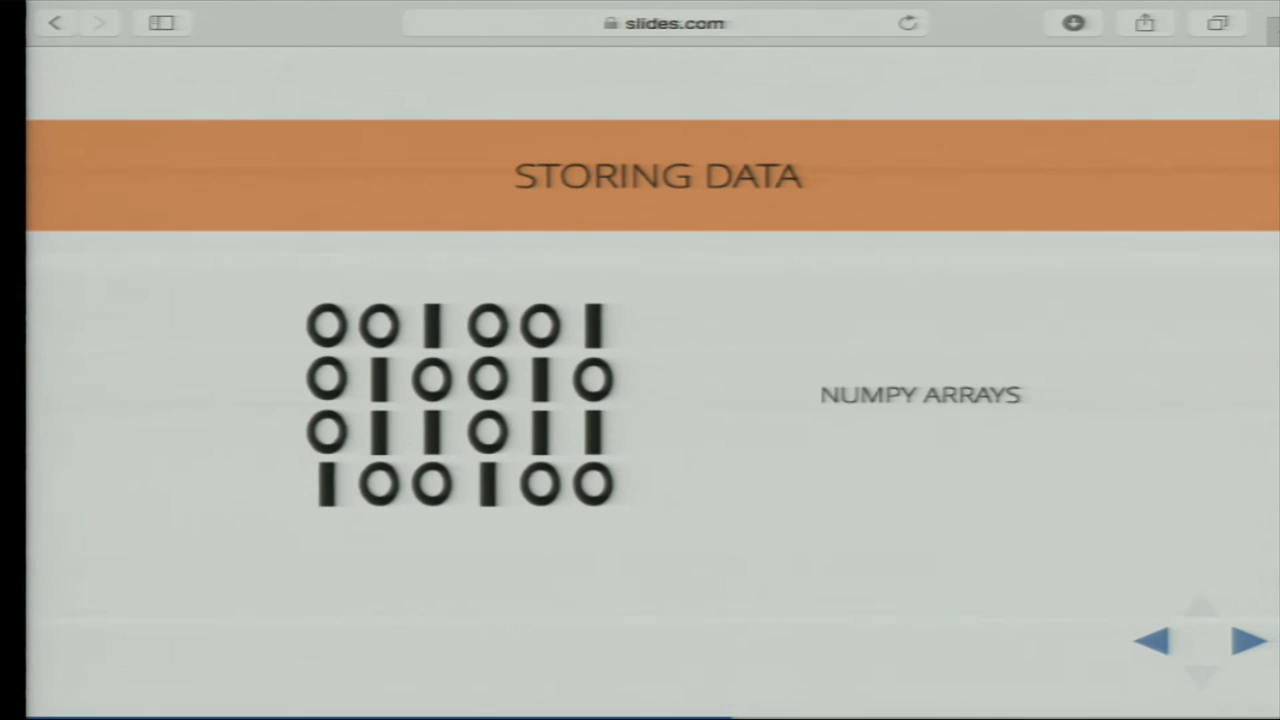 slides.com
STORING DATA
001001
010010
011011
100100
NUMPY ARRAYS